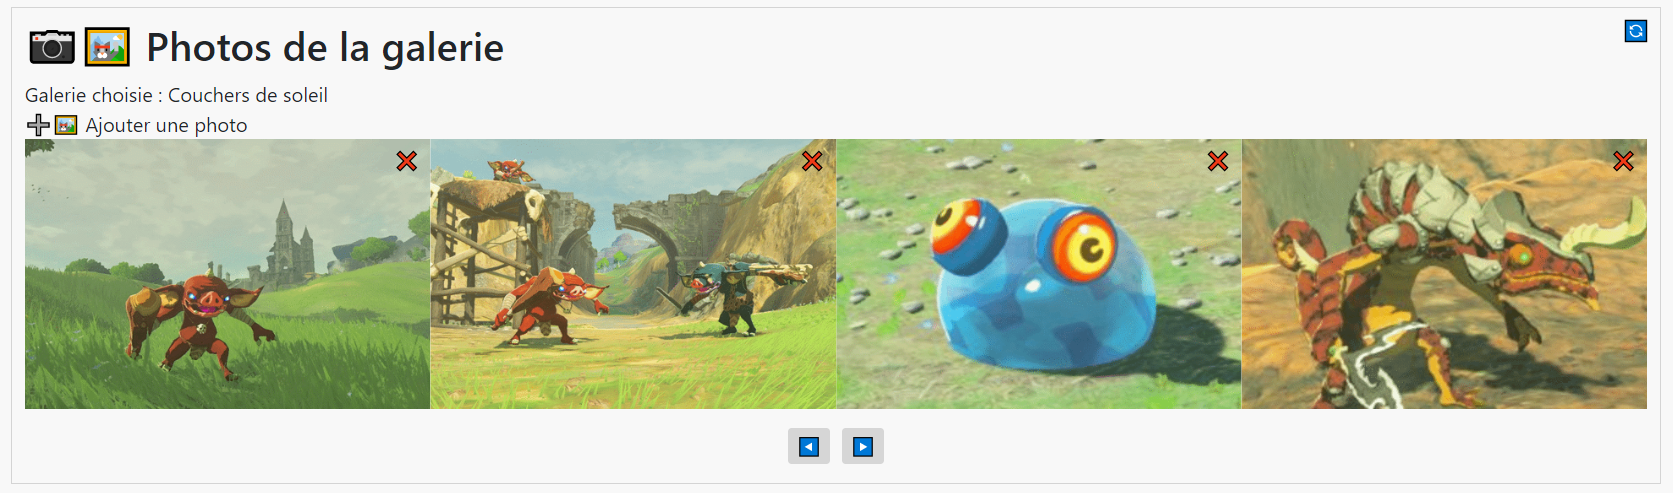 Photos de la galerie
Galerie choisie : Couchers de soleil
Ajouter une photo